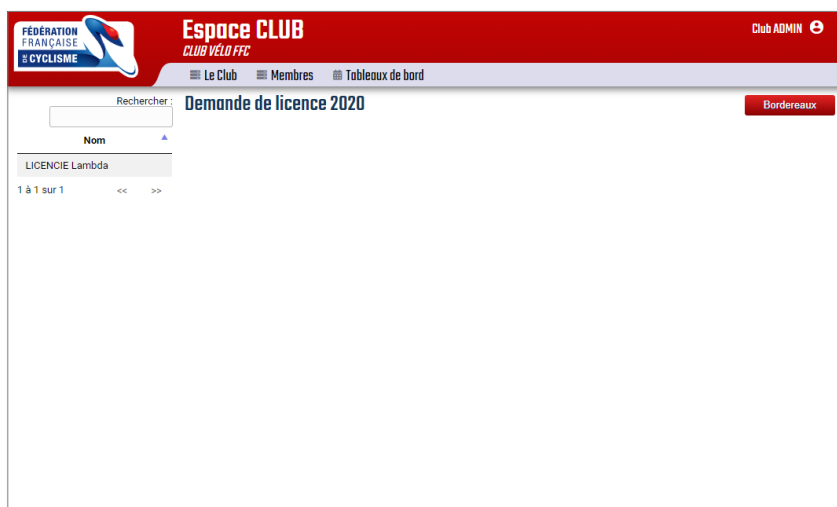 FÉDÉRATION
FRANÇAISE
DE CYCLISME
Espace CLUB
CLUB VÉLO FFC
Club ADMIN
Le Club
Membres
Tableaux de bord
Rechercher :
Demande de licence 2020
Bordereaux
Nom
LICENCIE Lambda
1 à 1 sur 1 << >>